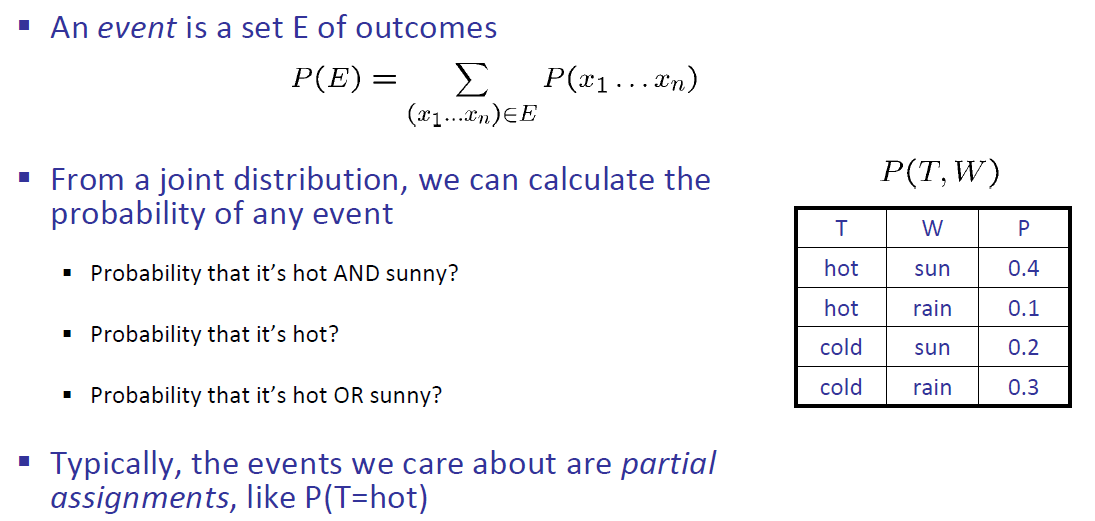 ▪ An event is a set E of outcomes
P(E) = ∑ P(x₁ . . . xₙ)
(x₁...xₙ)∈E
▪ From a joint distribution, we can calculate the
probability of any event
▪ Probability that it's hot AND sunny?
▪ Probability that it's hot?
▪ Probability that it's hot OR sunny?
▪ Typically, the events we care about are partial
assignments, like P(T=hot)
P(T, W)
T W P
hot sun 0.4
hot rain 0.1
cold sun 0.2
cold rain 0.3